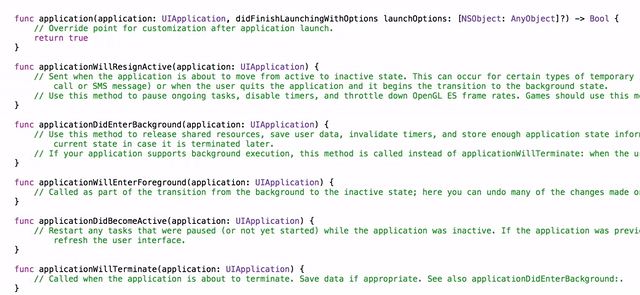 func application(application: UIApplication, didFinishLaunchingWithOptions launchOptions: [NSObject: AnyObject]?) -> Bool {
// Override point for customization after application launch.
return true
}
func applicationWillResignActive(application: UIApplication) {
// Sent when the application is about to move from active to inactive state. This can occur for certain types of temporary
call or SMS message) or when the user quits the application and it begins the transition to the background state.
// Use this method to pause ongoing tasks, disable timers, and throttle down OpenGL ES frame rates. Games should use this m
}
func applicationDidEnterBackground(application: UIApplication) {
// Use this method to release shared resources, save user data, invalidate timers, and store enough application state infor
current state in case it is terminated later.
// If your application supports background execution, this method is called instead of applicationWillTerminate: when the u
}
func applicationWillEnterForeground(application: UIApplication) {
// Called as part of the transition from the background to the inactive state; here you can undo many of the changes made o
}
func applicationDidBecomeActive(application: UIApplication) {
// Restart any tasks that were paused (or not yet started) while the application was inactive. If the application was previ
refresh the user interface.
}
func applicationWillTerminate(application: UIApplication) {
// Called when the application is about to terminate. Save data if appropriate. See also applicationDidEnterBackground:.
}